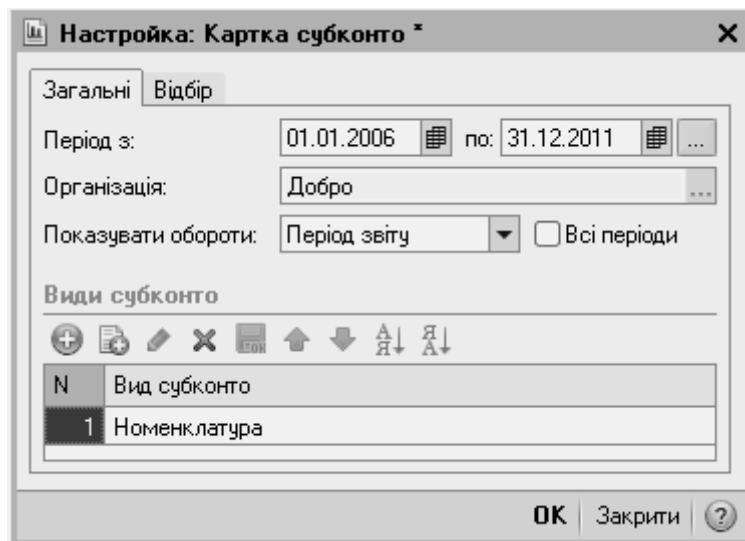 Настройка: Картка субконто *
Загальні Відбір
Період з: 01.01.2006 по: 31.12.2011 ...
Організація: Добро ...
Показувати обороти: Період звіту Всі періоди
Види субконто
N Вид субконто
1 Номенклатура
OK Закрити ?